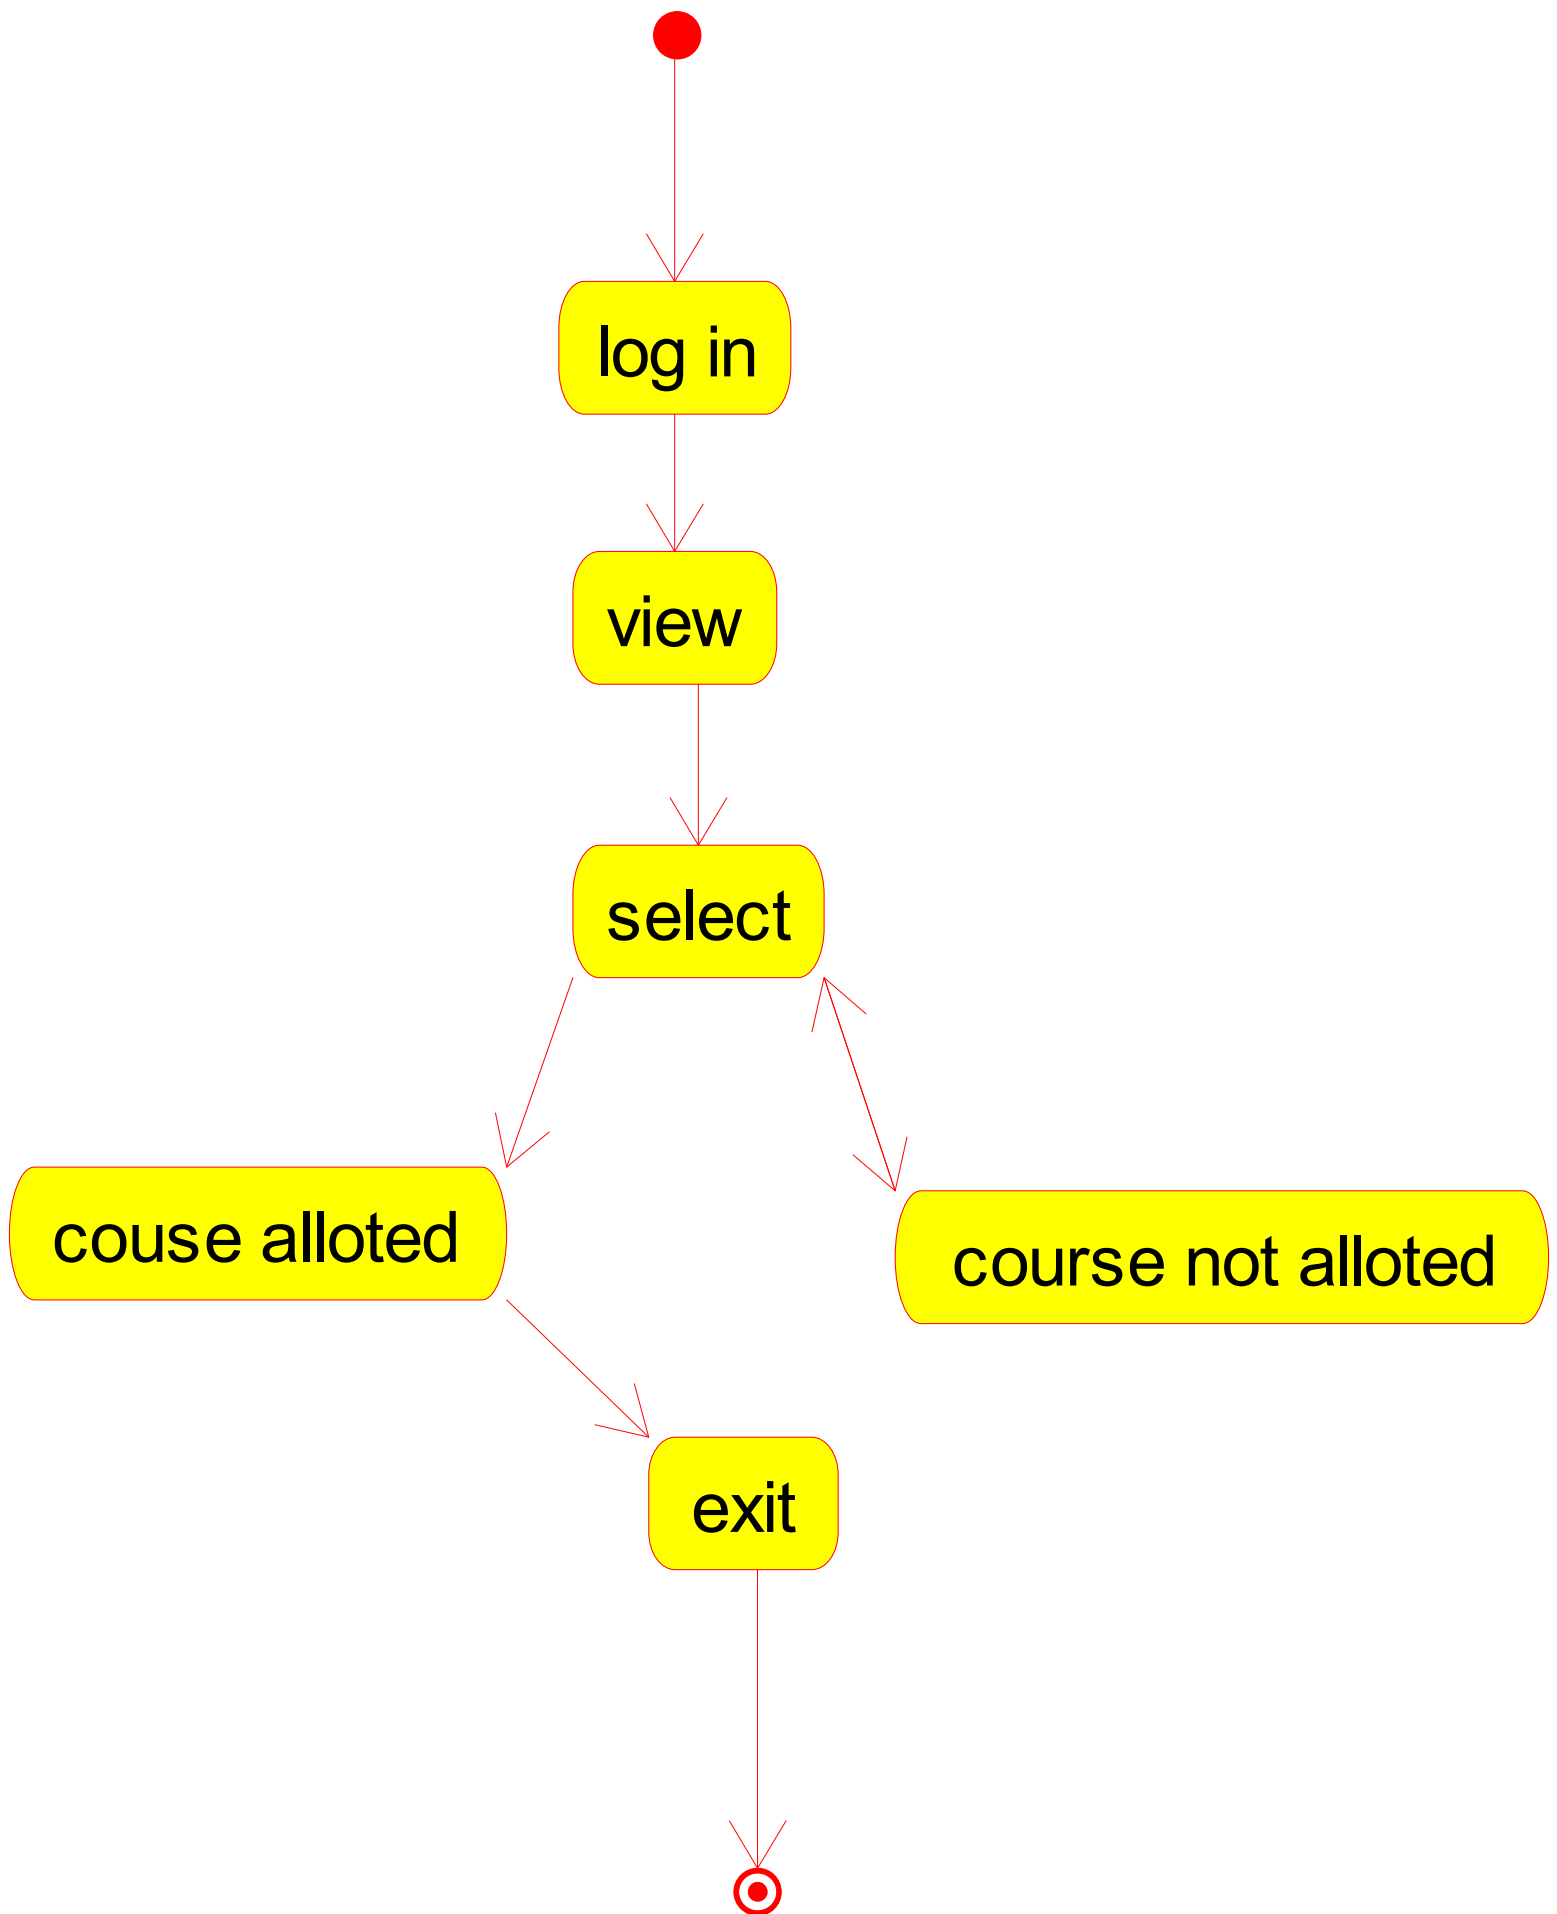 log in
view
select
couse alloted
course not alloted
exit